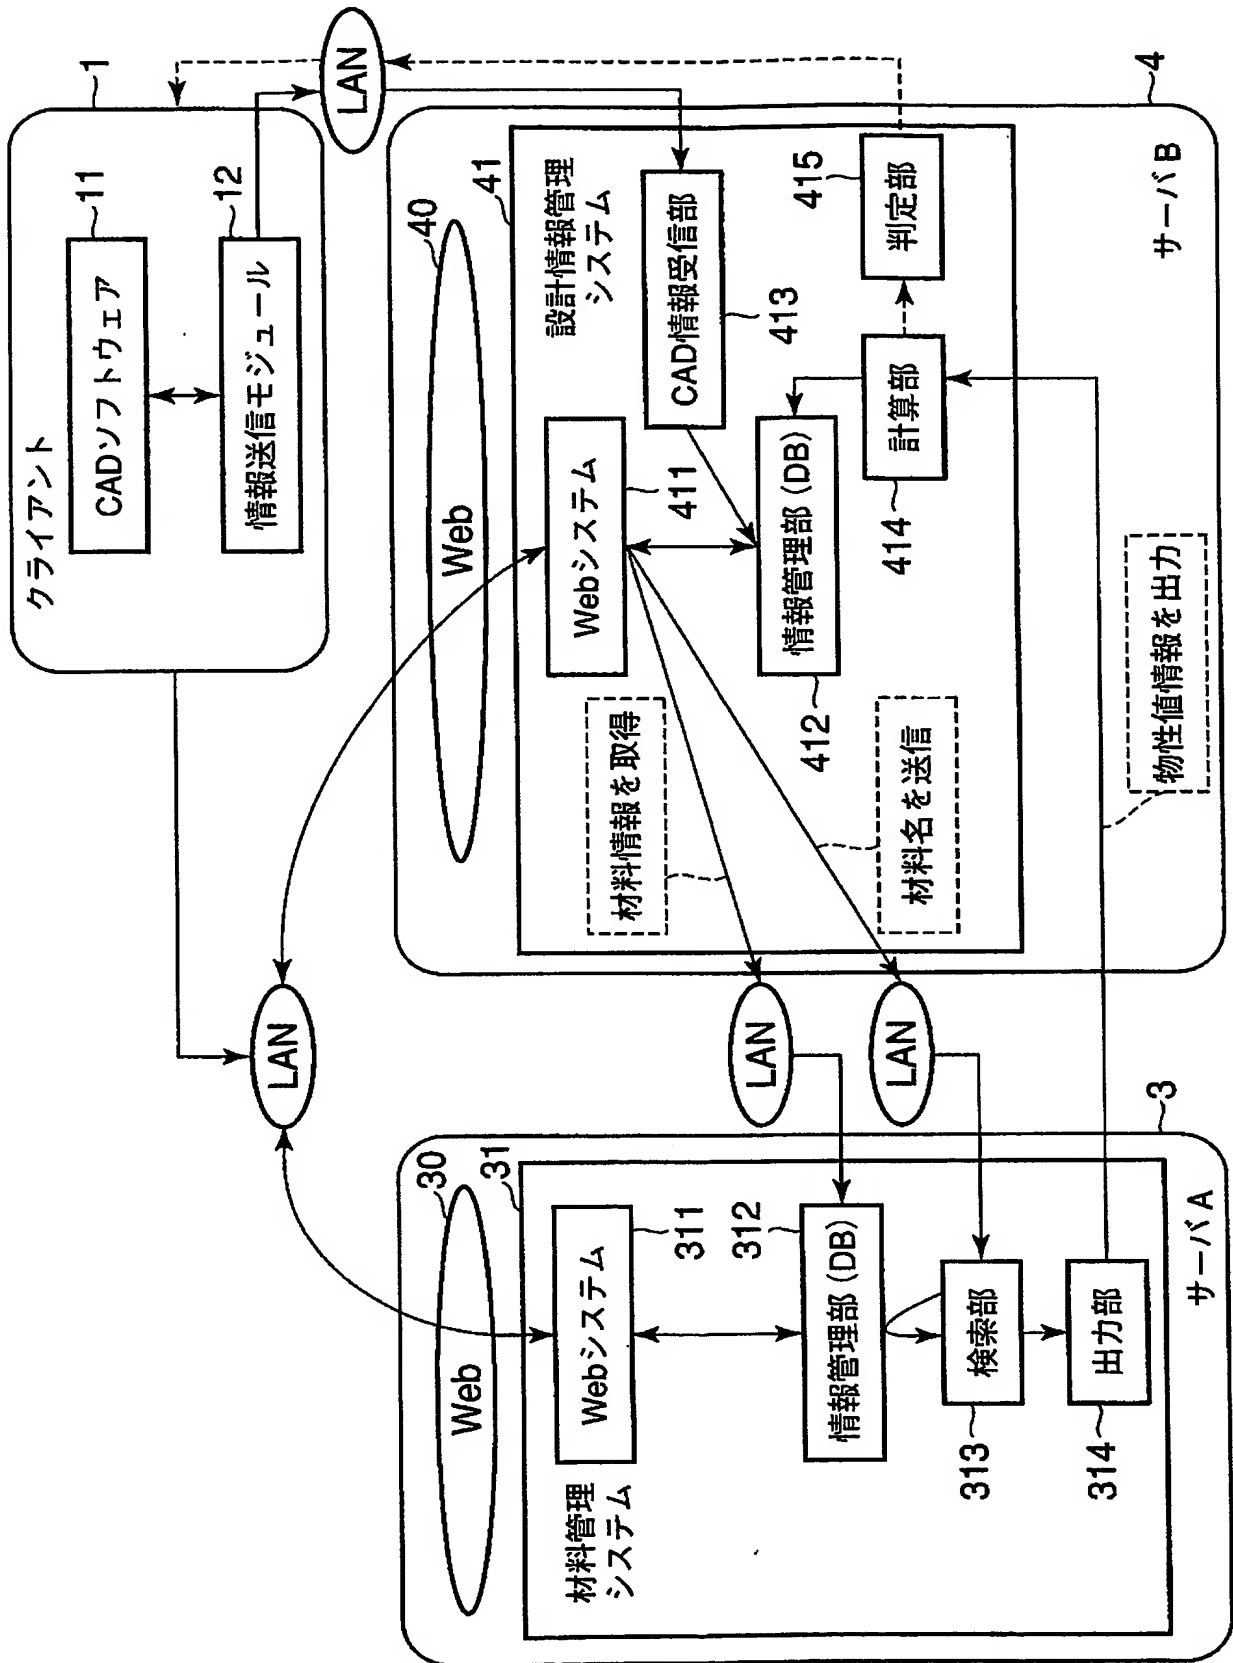 クライアント
1
CADソフトウェア
11
情報送信モジュール
12
LAN
LAN
Web
30
材料管理
システム
31
Webシステム
311
情報管理部(DB)
312
検索部
313
出力部
314
サーバA
3
LAN
LAN
Web
40
設計情報管理
システム
41
Webシステム
411
CAD情報受信部
413
情報管理部(DB)
412
計算部
414
判定部
415
材料情報を取得
材料名を送信
物性値情報を出力
サーバB
4